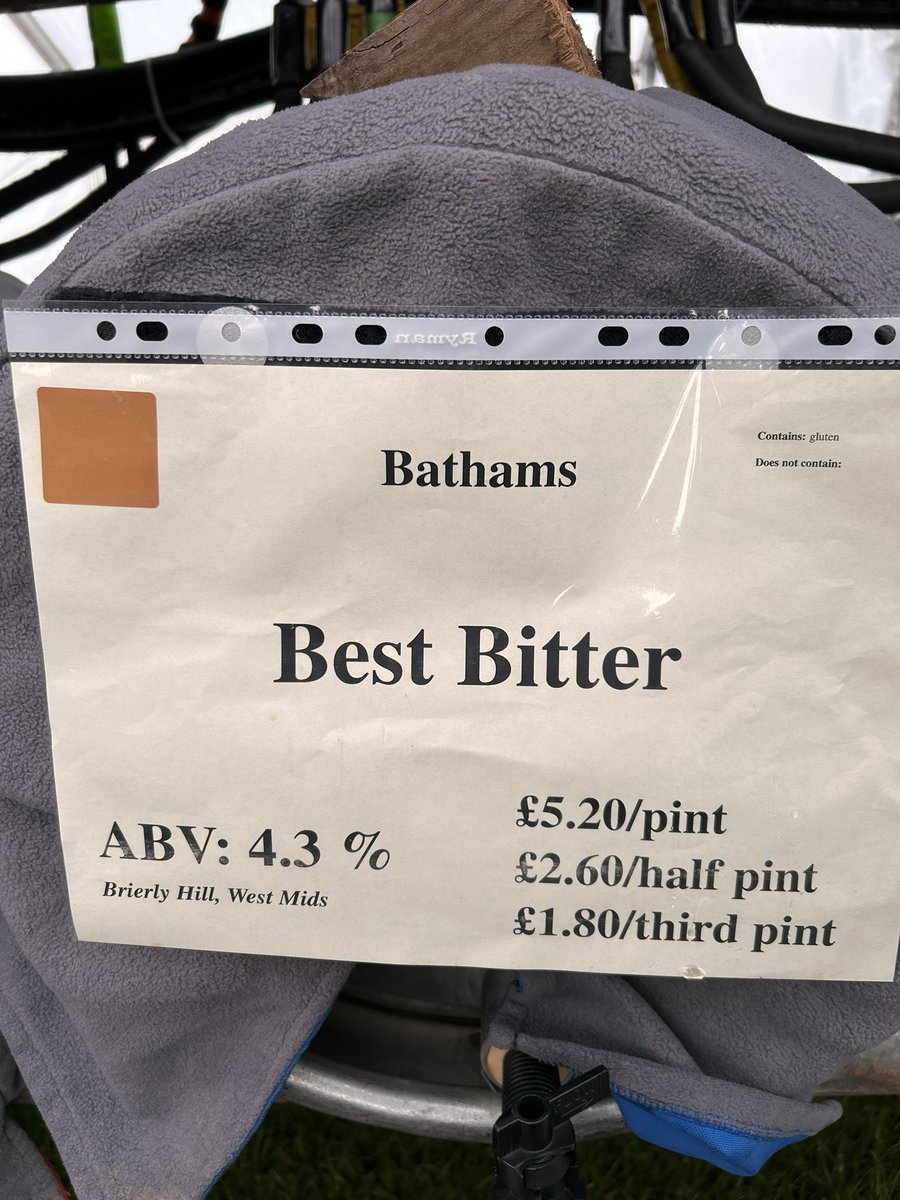 Ryman
Contains: gluten
Does not contain:
Bathams
Best Bitter
ABV: 4.3 %
Brierly Hill, West Mids
£5.20/pint
£2.60/half pint
£1.80/third pint